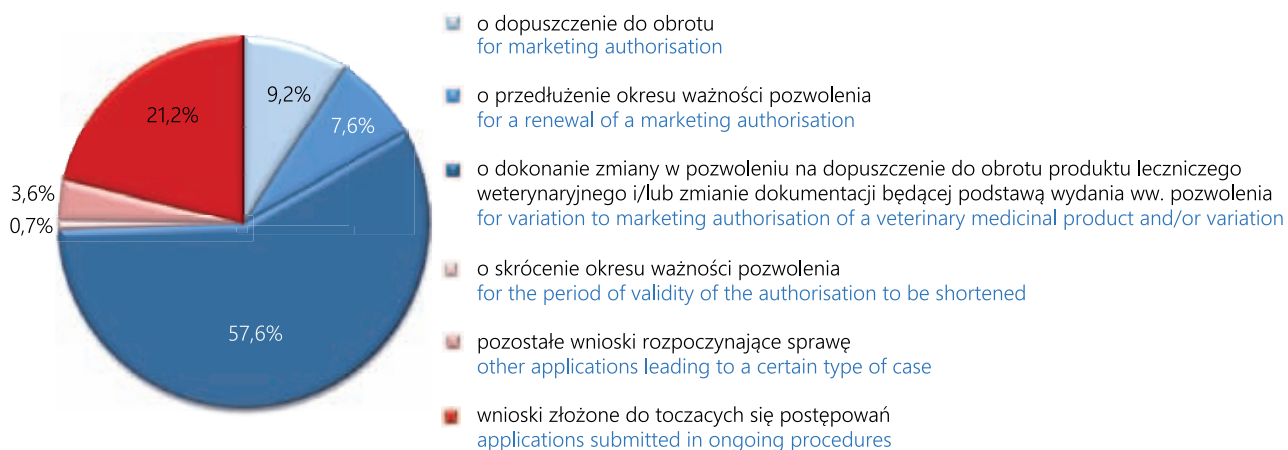 9,2%
7,6%
57,6%
0,7%
3,6%
21,2%
o dopuszczenie do obrotu
for marketing authorisation
o przedłużenie okresu ważności pozwolenia
for a renewal of a marketing authorisation
o dokonanie zmiany w pozwoleniu na dopuszczenie do obrotu produktu leczniczego
weterynaryjnego i/lub zmianie dokumentacji będącej podstawą wydania ww. pozwolenia
for variation to marketing authorisation of a veterinary medicinal product and/or variation
o skrócenie okresu ważności pozwolenia
for the period of validity of the authorisation to be shortened
pozostałe wnioski rozpoczynające sprawę
other applications leading to a certain type of case
wnioski złożone do toczacych się postępowań
applications submitted in ongoing procedures